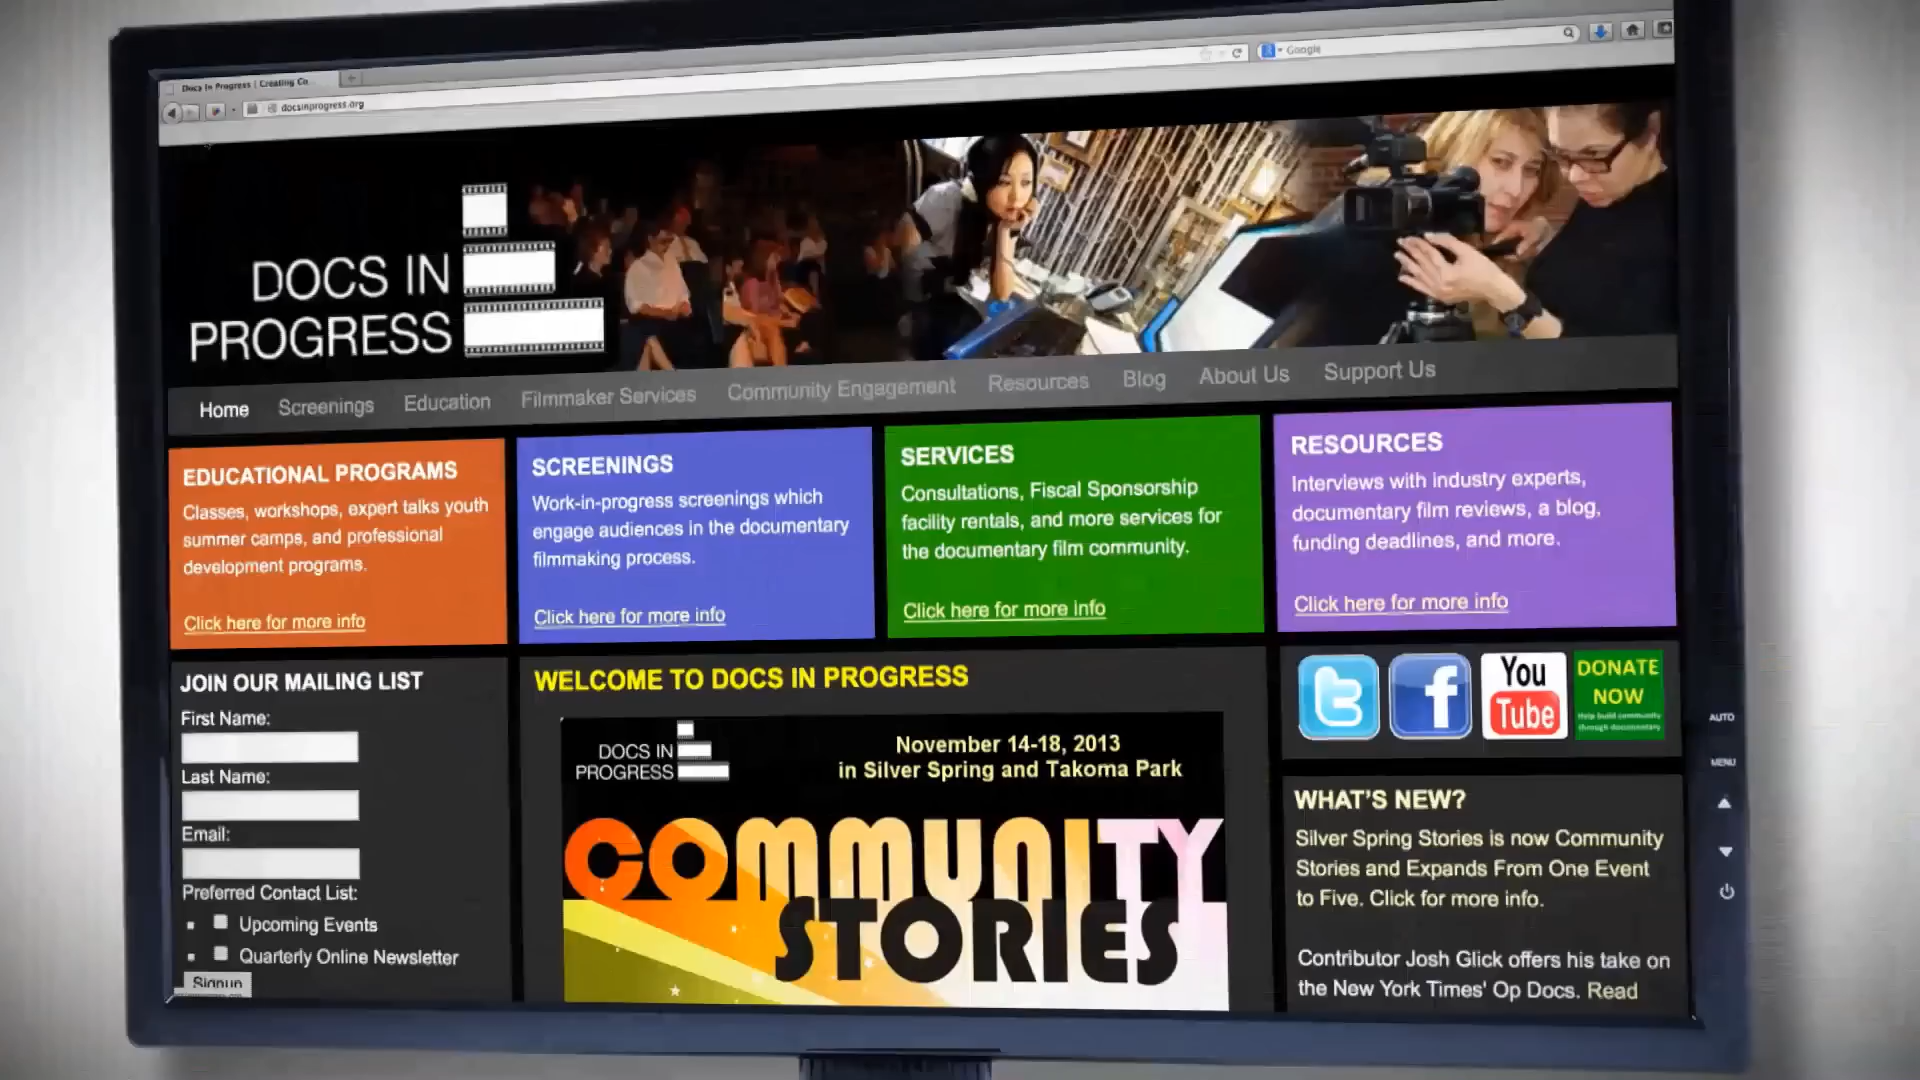 Docs In Progress | Creating Co...
docsinprogress.org
Google
DOCS IN
PROGRESS
Home Screenings Education Filmmaker Services Community Engagement Resources Blog About Us Support Us
EDUCATIONAL PROGRAMS
Classes, workshops, expert talks youth
summer camps, and professional
development programs.
Click here for more info
SCREENINGS
Work-in-progress screenings which
engage audiences in the documentary
filmmaking process.
Click here for more info
SERVICES
Consultations, Fiscal Sponsorship
facility rentals, and more services for
the documentary film community.
Click here for more info
RESOURCES
Interviews with industry experts,
documentary film reviews, a blog,
funding deadlines, and more.
Click here for more info
JOIN OUR MAILING LIST
First Name:
Last Name:
Email:
Preferred Contact List:
Upcoming Events
Quarterly Online Newsletter
Signup
WELCOME TO DOCS IN PROGRESS
DOCS IN
PROGRESS
November 14-18, 2013
in Silver Spring and Takoma Park
COMMUNITY
STORIES
t
f
You
Tube
DONATE
NOW
Help build community
through documentary
WHAT'S NEW?
Silver Spring Stories is now Community
Stories and Expands From One Event
to Five. Click for more info.
Contributor Josh Glick offers his take on
the New York Times' Op Docs. Read
AUTO
MENU